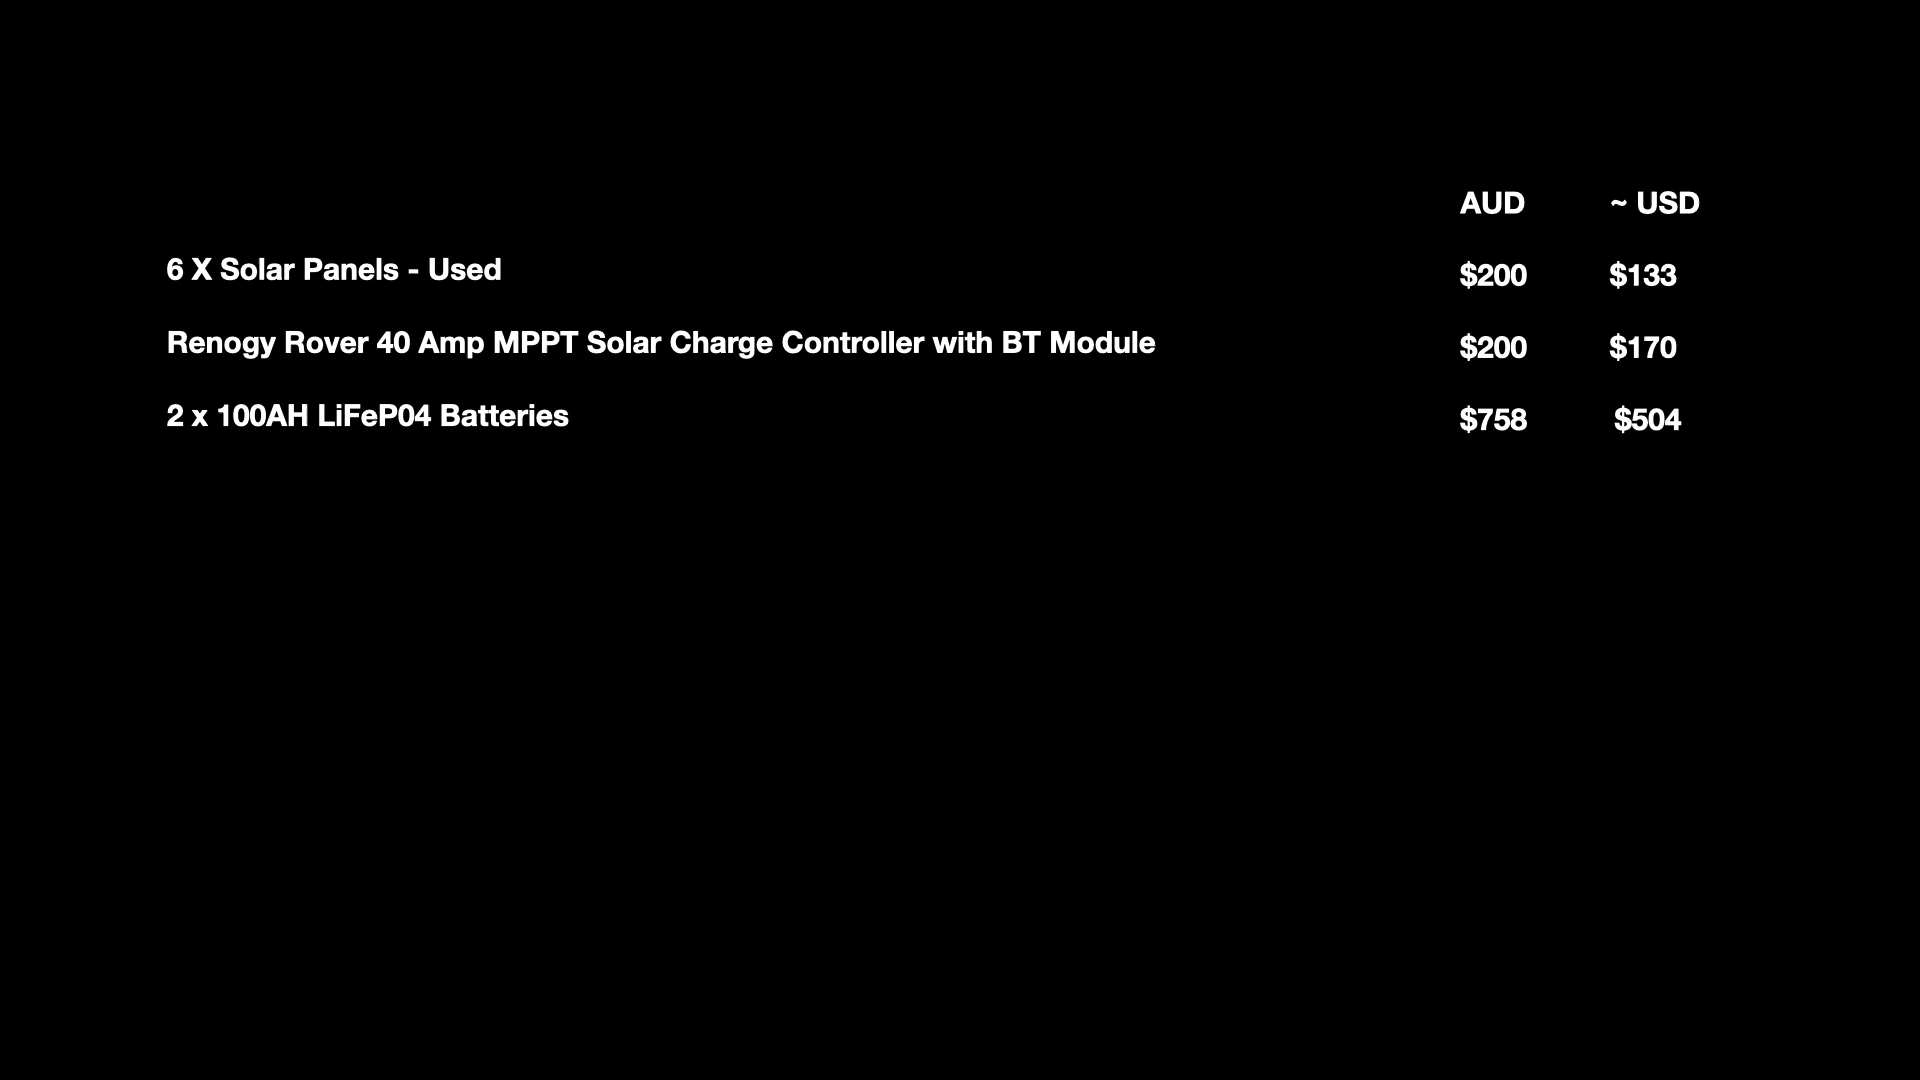 AUD ~ USD
6 X Solar Panels - Used $200 $133
Renogy Rover 40 Amp MPPT Solar Charge Controller with BT Module $200 $170
2 x 100AH LiFeP04 Batteries $758 $504